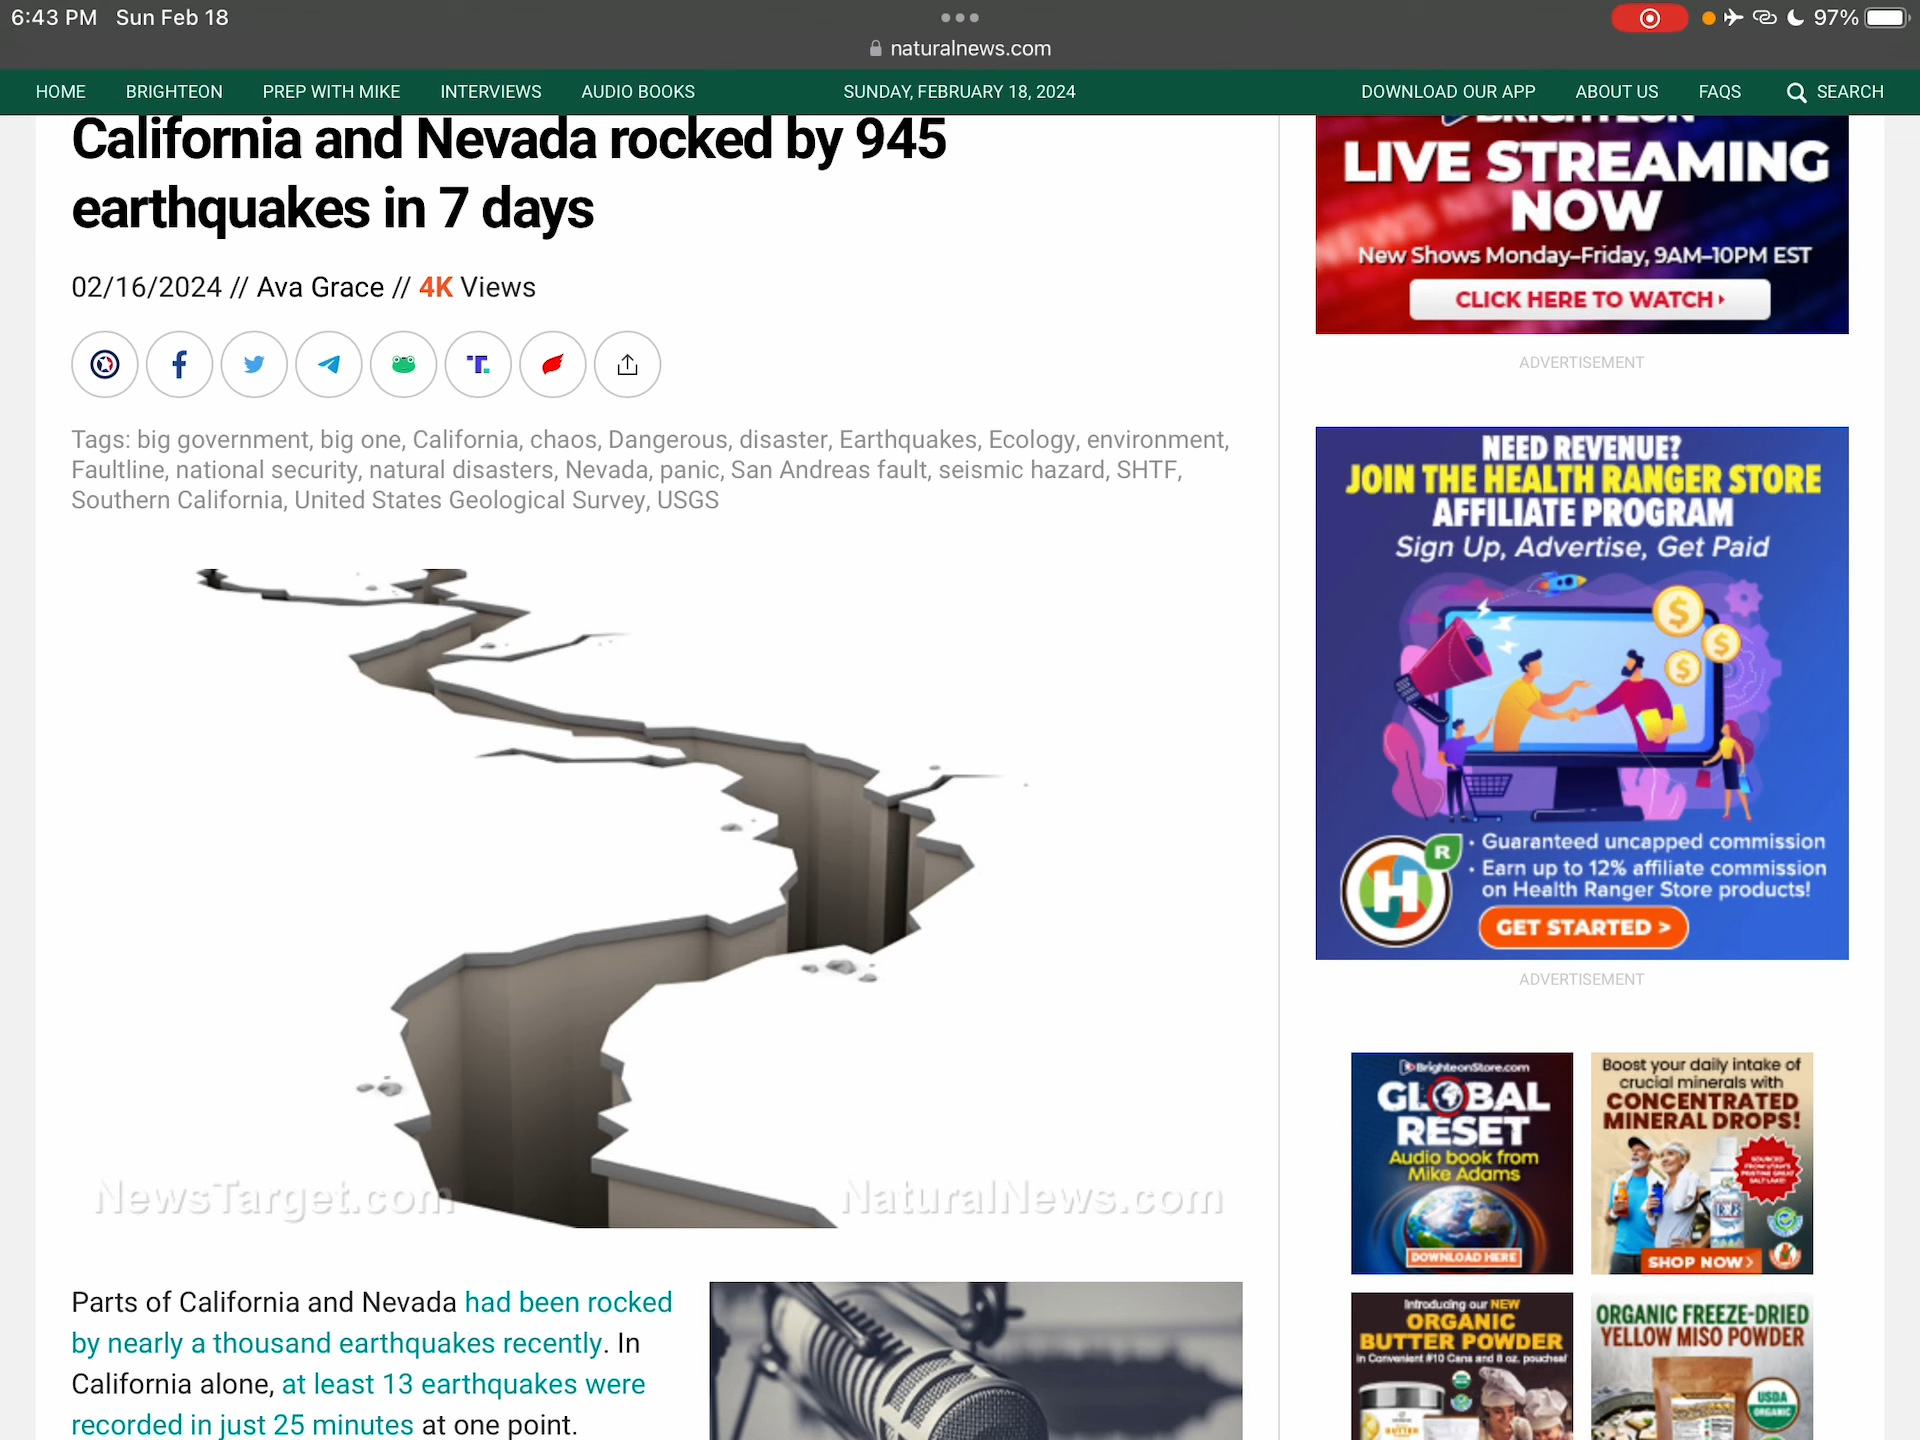 6:43 PM Sun Feb 18
97%
naturalnews.com
HOME BRIGHTEON PREP WITH MIKE INTERVIEWS AUDIO BOOKS SUNDAY, FEBRUARY 18, 2024 DOWNLOAD OUR APP ABOUT US FAQS SEARCH
California and Nevada rocked by 945
earthquakes in 7 days
02/16/2024 // Ava Grace // 4K Views
Tags: big government, big one, California, chaos, Dangerous, disaster, Earthquakes, Ecology, environment,
Faultline, national security, natural disasters, Nevada, panic, San Andreas fault, seismic hazard, SHTF,
Southern California, United States Geological Survey, USGS
NewsTarget.com
NaturalNews.com
Parts of California and Nevada had been rocked
by nearly a thousand earthquakes recently. In
California alone, at least 13 earthquakes were
recorded in just 25 minutes at one point.
BRIGHTEON
LIVE STREAMING
NOW
New Shows Monday–Friday, 9AM–10PM EST
CLICK HERE TO WATCH
ADVERTISEMENT
NEED REVENUE?
JOIN THE HEALTH RANGER STORE
AFFILIATE PROGRAM
Sign Up, Advertise, Get Paid
H R
• Guaranteed uncapped commission
• Earn up to 12% affiliate commission
on Health Ranger Store products!
GET STARTED >
ADVERTISEMENT
BrighteonStore.com
GLOBAL
RESET
Audio book from
Mike Adams
DOWNLOAD HERE
Boost your daily intake of
crucial minerals with
CONCENTRATED
MINERAL DROPS!
SHOP NOW>
Introducing our NEW
ORGANIC
BUTTER POWDER
in Convenient #10 Cans and 8 oz. pouches!
ORGANIC FREEZE-DRIED
YELLOW MISO POWDER
USDA
ORGANIC